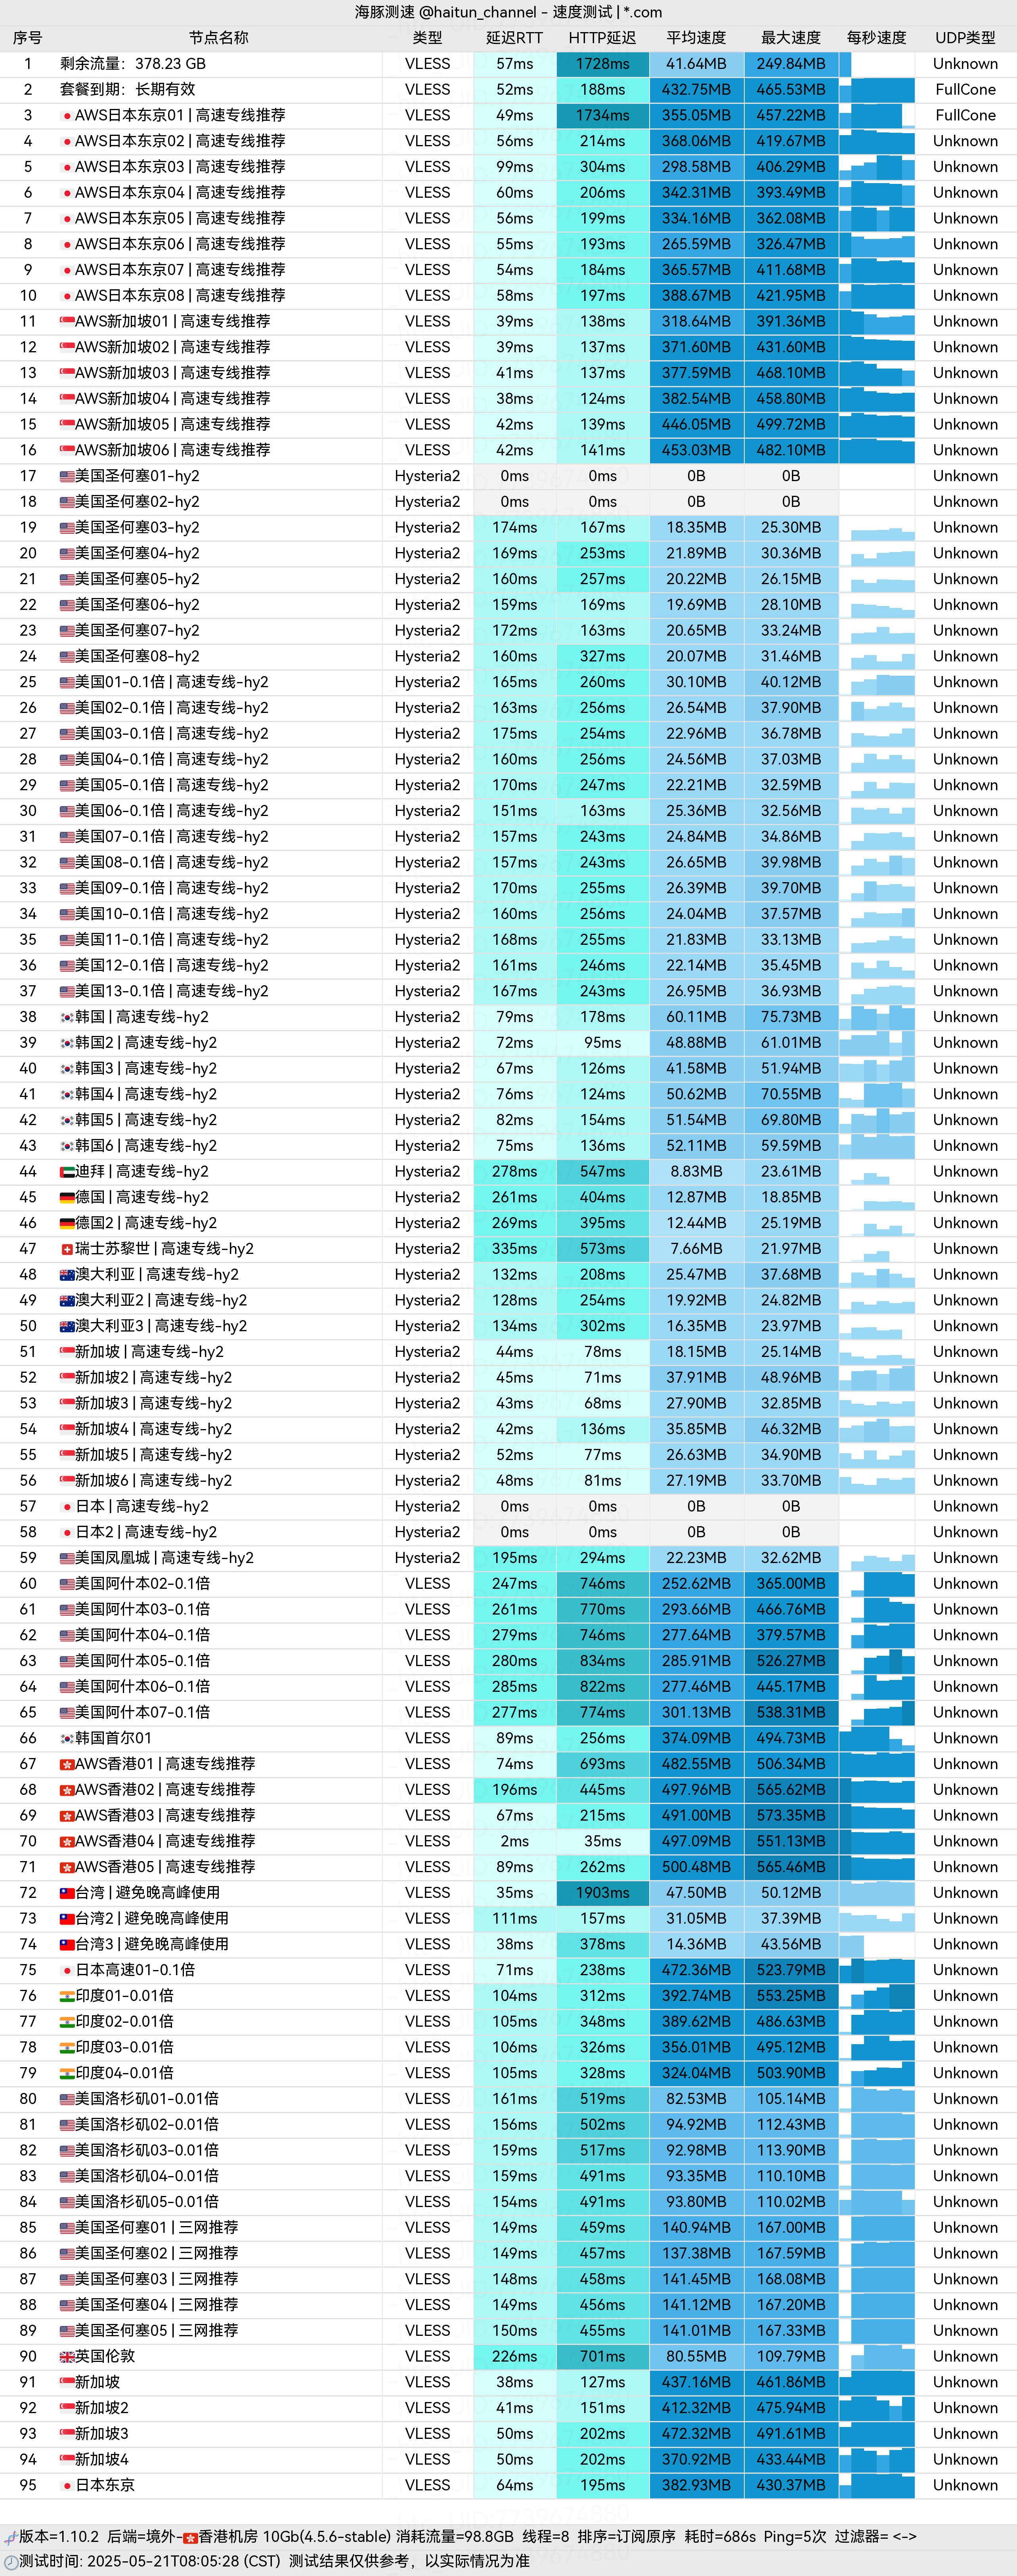 海豚测速 @haitun_channel - 速度测试 | *.com
序号 节点名称 类型 延迟RTT HTTP延迟 平均速度 最大速度 每秒速度 UDP类型
1 剩余流量：378.23 GB VLESS 57ms 1728ms 41.64MB 249.84MB Unknown
2 套餐到期：长期有效 VLESS 52ms 188ms 432.75MB 465.53MB FullCone
3 AWS日本东京01 | 高速专线推荐 VLESS 49ms 1734ms 355.05MB 457.22MB FullCone
4 AWS日本东京02 | 高速专线推荐 VLESS 56ms 214ms 368.06MB 419.67MB Unknown
5 AWS日本东京03 | 高速专线推荐 VLESS 99ms 304ms 298.58MB 406.29MB Unknown
6 AWS日本东京04 | 高速专线推荐 VLESS 60ms 206ms 342.31MB 393.49MB Unknown
7 AWS日本东京05 | 高速专线推荐 VLESS 56ms 199ms 334.16MB 362.08MB Unknown
8 AWS日本东京06 | 高速专线推荐 VLESS 55ms 193ms 265.59MB 326.47MB Unknown
9 AWS日本东京07 | 高速专线推荐 VLESS 54ms 184ms 365.57MB 411.68MB Unknown
10 AWS日本东京08 | 高速专线推荐 VLESS 58ms 197ms 388.67MB 421.95MB Unknown
11 AWS新加坡01 | 高速专线推荐 VLESS 39ms 138ms 318.64MB 391.36MB Unknown
12 AWS新加坡02 | 高速专线推荐 VLESS 39ms 137ms 371.60MB 431.60MB Unknown
13 AWS新加坡03 | 高速专线推荐 VLESS 41ms 137ms 377.59MB 468.10MB Unknown
14 AWS新加坡04 | 高速专线推荐 VLESS 38ms 124ms 382.54MB 458.80MB Unknown
15 AWS新加坡05 | 高速专线推荐 VLESS 42ms 139ms 446.05MB 499.72MB Unknown
16 AWS新加坡06 | 高速专线推荐 VLESS 42ms 141ms 453.03MB 482.10MB Unknown
17 美国圣何塞01-hy2 Hysteria2 0ms 0ms 0B 0B Unknown
18 美国圣何塞02-hy2 Hysteria2 0ms 0ms 0B 0B Unknown
19 美国圣何塞03-hy2 Hysteria2 174ms 167ms 18.35MB 25.30MB Unknown
20 美国圣何塞04-hy2 Hysteria2 169ms 253ms 21.89MB 30.36MB Unknown
21 美国圣何塞05-hy2 Hysteria2 160ms 257ms 20.22MB 26.15MB Unknown
22 美国圣何塞06-hy2 Hysteria2 159ms 169ms 19.69MB 28.10MB Unknown
23 美国圣何塞07-hy2 Hysteria2 172ms 163ms 20.65MB 33.24MB Unknown
24 美国圣何塞08-hy2 Hysteria2 160ms 327ms 20.07MB 31.46MB Unknown
25 美国01-0.1倍 | 高速专线-hy2 Hysteria2 165ms 260ms 30.10MB 40.12MB Unknown
26 美国02-0.1倍 | 高速专线-hy2 Hysteria2 163ms 256ms 26.54MB 37.90MB Unknown
27 美国03-0.1倍 | 高速专线-hy2 Hysteria2 175ms 254ms 22.96MB 36.78MB Unknown
28 美国04-0.1倍 | 高速专线-hy2 Hysteria2 160ms 256ms 24.56MB 37.03MB Unknown
29 美国05-0.1倍 | 高速专线-hy2 Hysteria2 170ms 247ms 22.21MB 32.59MB Unknown
30 美国06-0.1倍 | 高速专线-hy2 Hysteria2 151ms 163ms 25.36MB 32.56MB Unknown
31 美国07-0.1倍 | 高速专线-hy2 Hysteria2 157ms 243ms 24.84MB 34.86MB Unknown
32 美国08-0.1倍 | 高速专线-hy2 Hysteria2 157ms 243ms 26.65MB 39.98MB Unknown
33 美国09-0.1倍 | 高速专线-hy2 Hysteria2 170ms 255ms 26.39MB 39.70MB Unknown
34 美国10-0.1倍 | 高速专线-hy2 Hysteria2 160ms 256ms 24.04MB 37.57MB Unknown
35 美国11-0.1倍 | 高速专线-hy2 Hysteria2 168ms 255ms 21.83MB 33.13MB Unknown
36 美国12-0.1倍 | 高速专线-hy2 Hysteria2 161ms 246ms 22.14MB 35.45MB Unknown
37 美国13-0.1倍 | 高速专线-hy2 Hysteria2 167ms 243ms 26.95MB 36.93MB Unknown
38 韩国 | 高速专线-hy2 Hysteria2 79ms 178ms 60.11MB 75.73MB Unknown
39 韩国2 | 高速专线-hy2 Hysteria2 72ms 95ms 48.88MB 61.01MB Unknown
40 韩国3 | 高速专线-hy2 Hysteria2 67ms 126ms 41.58MB 51.94MB Unknown
41 韩国4 | 高速专线-hy2 Hysteria2 76ms 124ms 50.62MB 70.55MB Unknown
42 韩国5 | 高速专线-hy2 Hysteria2 82ms 154ms 51.54MB 69.80MB Unknown
43 韩国6 | 高速专线-hy2 Hysteria2 75ms 136ms 52.11MB 59.59MB Unknown
44 迪拜 | 高速专线-hy2 Hysteria2 278ms 547ms 8.83MB 23.61MB Unknown
45 德国 | 高速专线-hy2 Hysteria2 261ms 404ms 12.87MB 18.85MB Unknown
46 德国2 | 高速专线-hy2 Hysteria2 269ms 395ms 12.44MB 25.19MB Unknown
47 瑞士苏黎世 | 高速专线-hy2 Hysteria2 335ms 573ms 7.66MB 21.97MB Unknown
48 澳大利亚 | 高速专线-hy2 Hysteria2 132ms 208ms 25.47MB 37.68MB Unknown
49 澳大利亚2 | 高速专线-hy2 Hysteria2 128ms 254ms 19.92MB 24.82MB Unknown
50 澳大利亚3 | 高速专线-hy2 Hysteria2 134ms 302ms 16.35MB 23.97MB Unknown
51 新加坡 | 高速专线-hy2 Hysteria2 44ms 78ms 18.15MB 25.14MB Unknown
52 新加坡2 | 高速专线-hy2 Hysteria2 45ms 71ms 37.91MB 48.96MB Unknown
53 新加坡3 | 高速专线-hy2 Hysteria2 43ms 68ms 27.90MB 32.85MB Unknown
54 新加坡4 | 高速专线-hy2 Hysteria2 42ms 136ms 35.85MB 46.32MB Unknown
55 新加坡5 | 高速专线-hy2 Hysteria2 52ms 77ms 26.63MB 34.90MB Unknown
56 新加坡6 | 高速专线-hy2 Hysteria2 48ms 81ms 27.19MB 33.70MB Unknown
57 日本 | 高速专线-hy2 Hysteria2 0ms 0ms 0B 0B Unknown
58 日本2 | 高速专线-hy2 Hysteria2 0ms 0ms 0B 0B Unknown
59 美国凤凰城 | 高速专线-hy2 Hysteria2 195ms 294ms 22.23MB 32.62MB Unknown
60 美国阿什本02-0.1倍 VLESS 247ms 746ms 252.62MB 365.00MB Unknown
61 美国阿什本03-0.1倍 VLESS 261ms 770ms 293.66MB 466.76MB Unknown
62 美国阿什本04-0.1倍 VLESS 279ms 746ms 277.64MB 379.57MB Unknown
63 美国阿什本05-0.1倍 VLESS 280ms 834ms 285.91MB 526.27MB Unknown
64 美国阿什本06-0.1倍 VLESS 285ms 822ms 277.46MB 445.17MB Unknown
65 美国阿什本07-0.1倍 VLESS 277ms 774ms 301.13MB 538.31MB Unknown
66 韩国首尔01 VLESS 89ms 256ms 374.09MB 494.73MB Unknown
67 AWS香港01 | 高速专线推荐 VLESS 74ms 693ms 482.55MB 506.34MB Unknown
68 AWS香港02 | 高速专线推荐 VLESS 196ms 445ms 497.96MB 565.62MB Unknown
69 AWS香港03 | 高速专线推荐 VLESS 67ms 215ms 491.00MB 573.35MB Unknown
70 AWS香港04 | 高速专线推荐 VLESS 2ms 35ms 497.09MB 551.13MB Unknown
71 AWS香港05 | 高速专线推荐 VLESS 89ms 262ms 500.48MB 565.46MB Unknown
72 台湾 | 避免晚高峰使用 VLESS 35ms 1903ms 47.50MB 50.12MB Unknown
73 台湾2 | 避免晚高峰使用 VLESS 111ms 157ms 31.05MB 37.39MB Unknown
74 台湾3 | 避免晚高峰使用 VLESS 38ms 378ms 14.36MB 43.56MB Unknown
75 日本高速01-0.1倍 VLESS 71ms 238ms 472.36MB 523.79MB Unknown
76 印度01-0.01倍 VLESS 104ms 312ms 392.74MB 553.25MB Unknown
77 印度02-0.01倍 VLESS 105ms 348ms 389.62MB 486.63MB Unknown
78 印度03-0.01倍 VLESS 106ms 326ms 356.01MB 495.12MB Unknown
79 印度04-0.01倍 VLESS 105ms 328ms 324.04MB 503.90MB Unknown
80 美国洛杉矶01-0.01倍 VLESS 161ms 519ms 82.53MB 105.14MB Unknown
81 美国洛杉矶02-0.01倍 VLESS 156ms 502ms 94.92MB 112.43MB Unknown
82 美国洛杉矶03-0.01倍 VLESS 159ms 517ms 92.98MB 113.90MB Unknown
83 美国洛杉矶04-0.01倍 VLESS 159ms 491ms 93.35MB 110.10MB Unknown
84 美国洛杉矶05-0.01倍 VLESS 154ms 491ms 93.80MB 110.02MB Unknown
85 美国圣何塞01 | 三网推荐 VLESS 149ms 459ms 140.94MB 167.00MB Unknown
86 美国圣何塞02 | 三网推荐 VLESS 149ms 457ms 137.38MB 167.59MB Unknown
87 美国圣何塞03 | 三网推荐 VLESS 148ms 458ms 141.45MB 168.08MB Unknown
88 美国圣何塞04 | 三网推荐 VLESS 149ms 456ms 141.12MB 167.20MB Unknown
89 美国圣何塞05 | 三网推荐 VLESS 150ms 455ms 141.01MB 167.33MB Unknown
90 英国伦敦 VLESS 226ms 701ms 80.55MB 109.79MB Unknown
91 新加坡 VLESS 38ms 127ms 437.16MB 461.86MB Unknown
92 新加坡2 VLESS 41ms 151ms 412.32MB 475.94MB Unknown
93 新加坡3 VLESS 50ms 202ms 472.32MB 491.61MB Unknown
94 新加坡4 VLESS 50ms 202ms 370.92MB 433.44MB Unknown
95 日本东京 VLESS 64ms 195ms 382.93MB 430.37MB Unknown
版本=1.10.2 后端=境外-香港机房 10Gb(4.5.6-stable) 消耗流量=98.8GB 线程=8 排序=订阅原序 耗时=686s Ping=5次 过滤器= <->
测试时间: 2025-05-21T08:05:28 (CST) 测试结果仅供参考，以实际情况为准